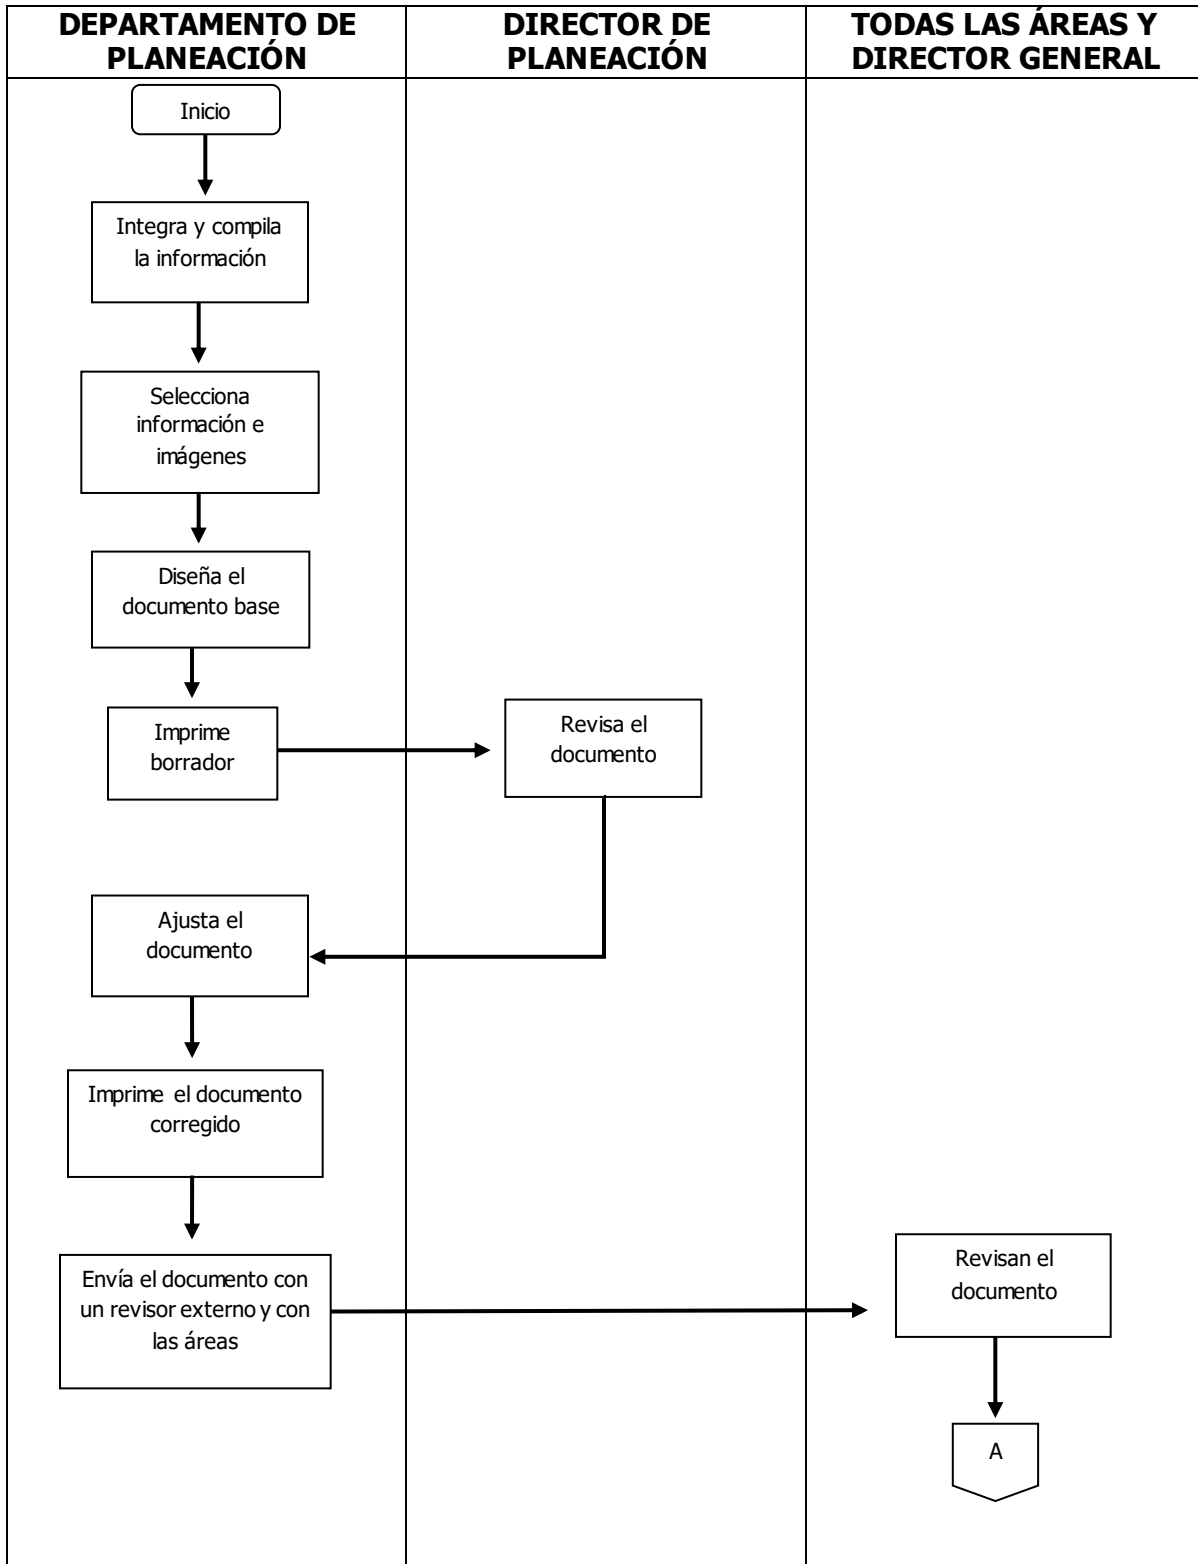 DEPARTAMENTO DE
PLANEACIÓN
DIRECTOR DE
PLANEACIÓN
TODAS LAS ÁREAS Y
DIRECTOR GENERAL
Inicio
Integra y compila
la información
Selecciona
información e
imágenes
Diseña el
documento base
Imprime
borrador
Revisa el
documento
Ajusta el
documento
Imprime el documento
corregido
Envía el documento con
un revisor externo y con
las áreas
Revisan el
documento
A